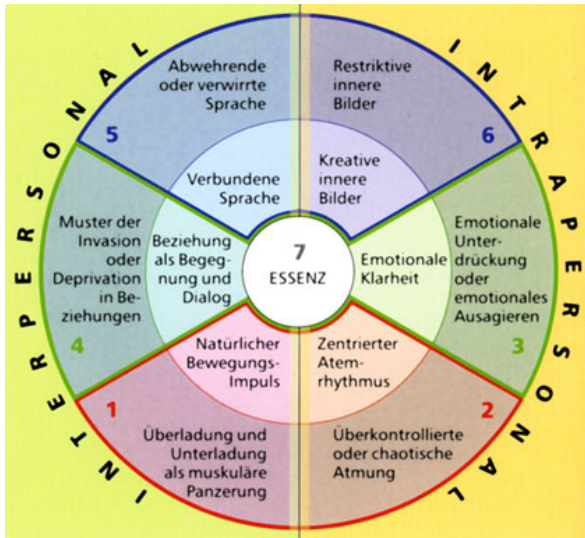 INTERPERSONAL
INTRAPERSONAL
Abwehrende
oder verwirrte
Sprache
5
Verbundene
Sprache
Restriktive
innere
Bilder
6
Kreative
innere
Bilder
Muster der
Invasion
oder
Deprivation
in Be-
ziehungen
4
Beziehung
als Begeg-
nung und
Dialog
7
ESSENZ
Emotionale
Klarheit
Emotionale
Unter-
drückung
oder
emotionales
Ausagieren
3
Natürlicher
Bewegungs-
Impuls
1
Überladung und
Unterladung
als muskuläre
Panzerung
Zentrierter
Atem-
rhythmus
2
Überkontrollierte
oder chaotische
Atmung